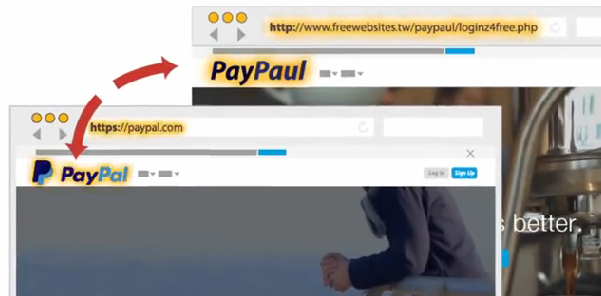 http://www.freewebsites.tw/paypaul/loginz4free.php
PayPaul
https://paypal.com
PayPal
Log In Sign Up
s better.